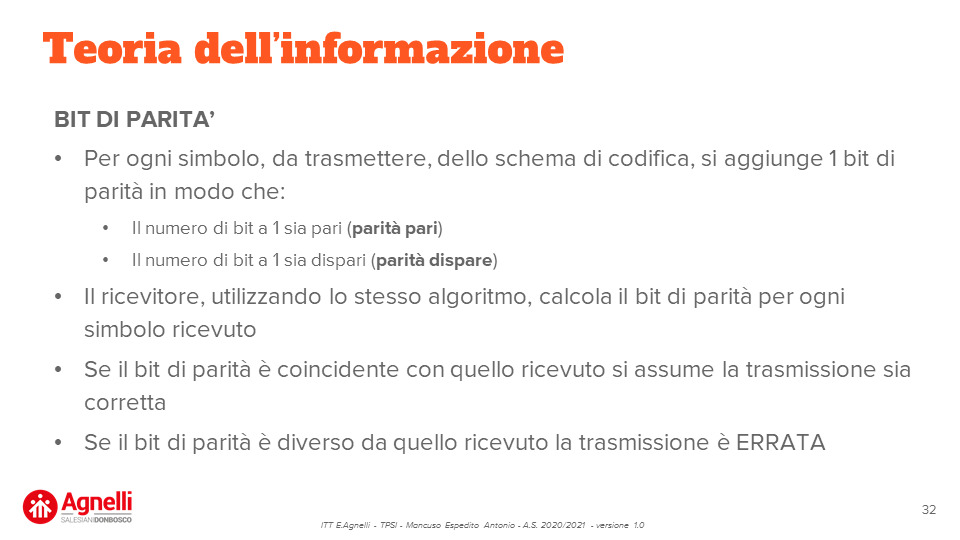 Teoria dell’informazione
BIT DI PARITA’
• Per ogni simbolo, da trasmettere, dello schema di codifica, si aggiunge 1 bit di
parità in modo che:
• Il numero di bit a 1 sia pari (parità pari)
• Il numero di bit a 1 sia dispari (parità dispare)
• Il ricevitore, utilizzando lo stesso algoritmo, calcola il bit di parità per ogni
simbolo ricevuto
• Se il bit di parità è coincidente con quello ricevuto si assume la trasmissione sia
corretta
• Se il bit di parità è diverso da quello ricevuto la trasmissione è ERRATA
Agnelli
SALESIANI DONBOSCO
ITT E.Agnelli - TPSI - Mancuso Espedito Antonio - A.S. 2020/2021 - versione 1.0
32